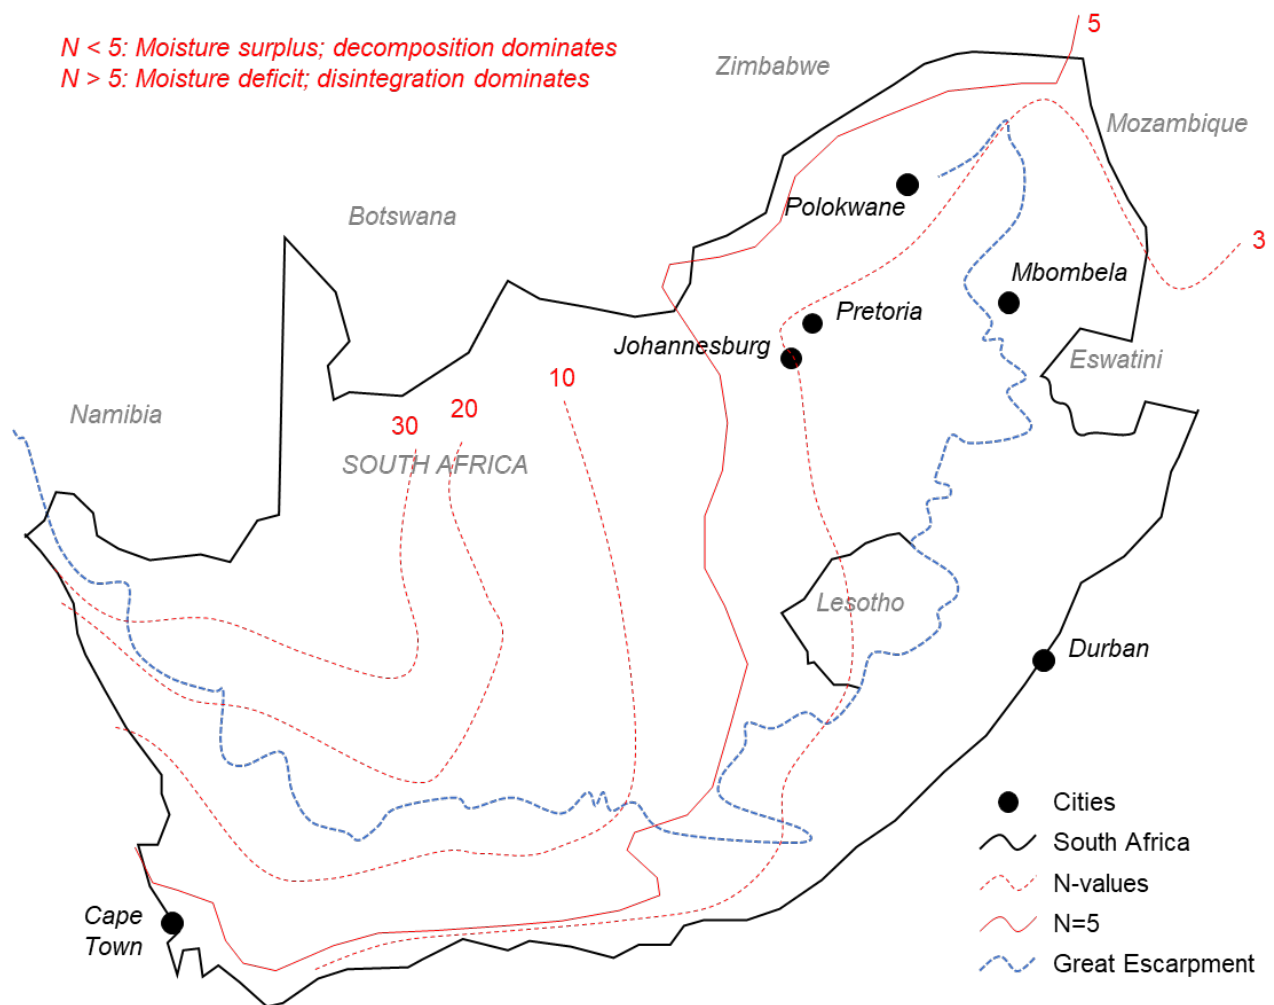 N < 5: Moisture surplus; decomposition dominates
N > 5: Moisture deficit; disintegration dominates
5
Zimbabwe
Mozambique
Polokwane
Botswana
3
Mbombela
Pretoria
Johannesburg
Eswatini
10
Namibia
20
30
SOUTH AFRICA
Lesotho
Durban
Cities
South Africa
N-values
Cape
Town
N=5
Great Escarpment